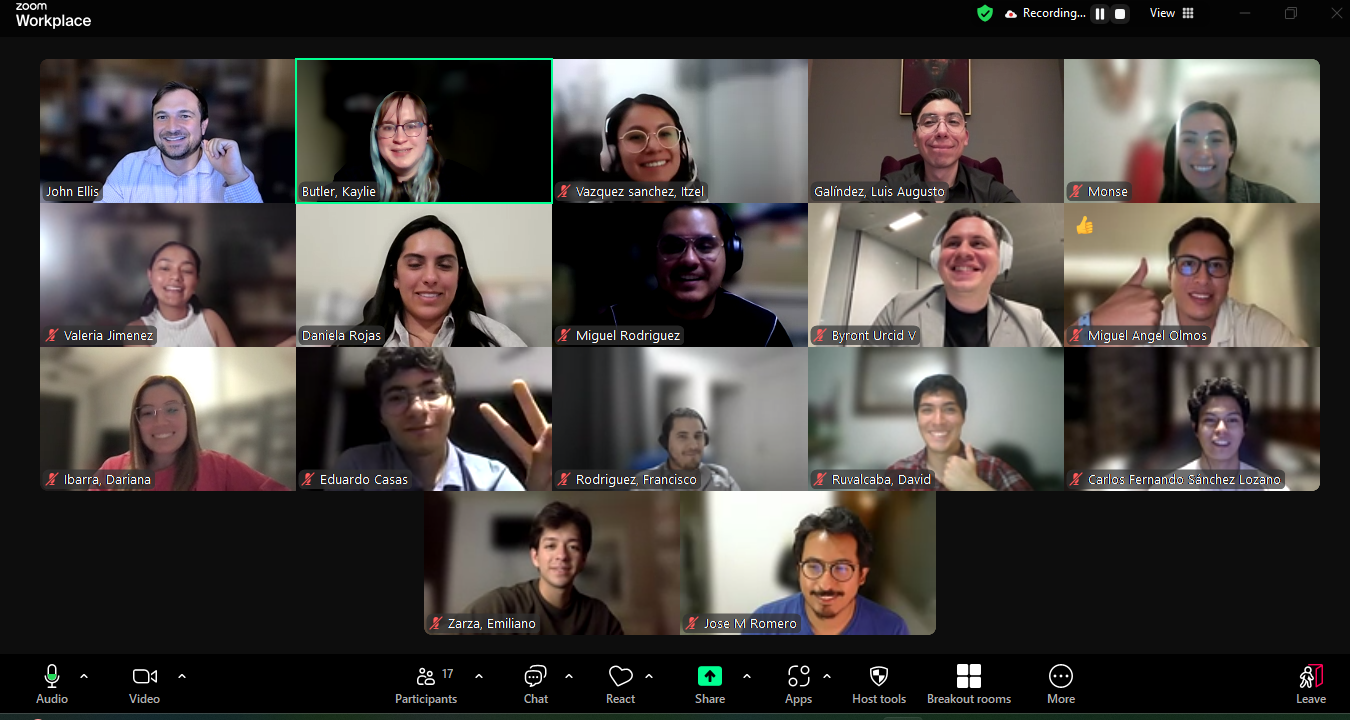 zoom
Workplace
Recording...
View
John Ellis
Butler, Kaylie
Vazquez sanchez, Itzel
Galíndez, Luis Augusto
Monse
Valeria Jimenez
Daniela Rojas
Miguel Rodriguez
Byront Urcid V
Miguel Angel Olmos
Ibarra, Dariana
Eduardo Casas
Rodriguez, Francisco
Ruvalcaba, David
Carlos Fernando Sánchez Lozano
Zarza, Emiliano
Jose M Romero
17
Audio
Video
Participants
Chat
React
Share
Apps
Host tools
Breakout rooms
More
Leave